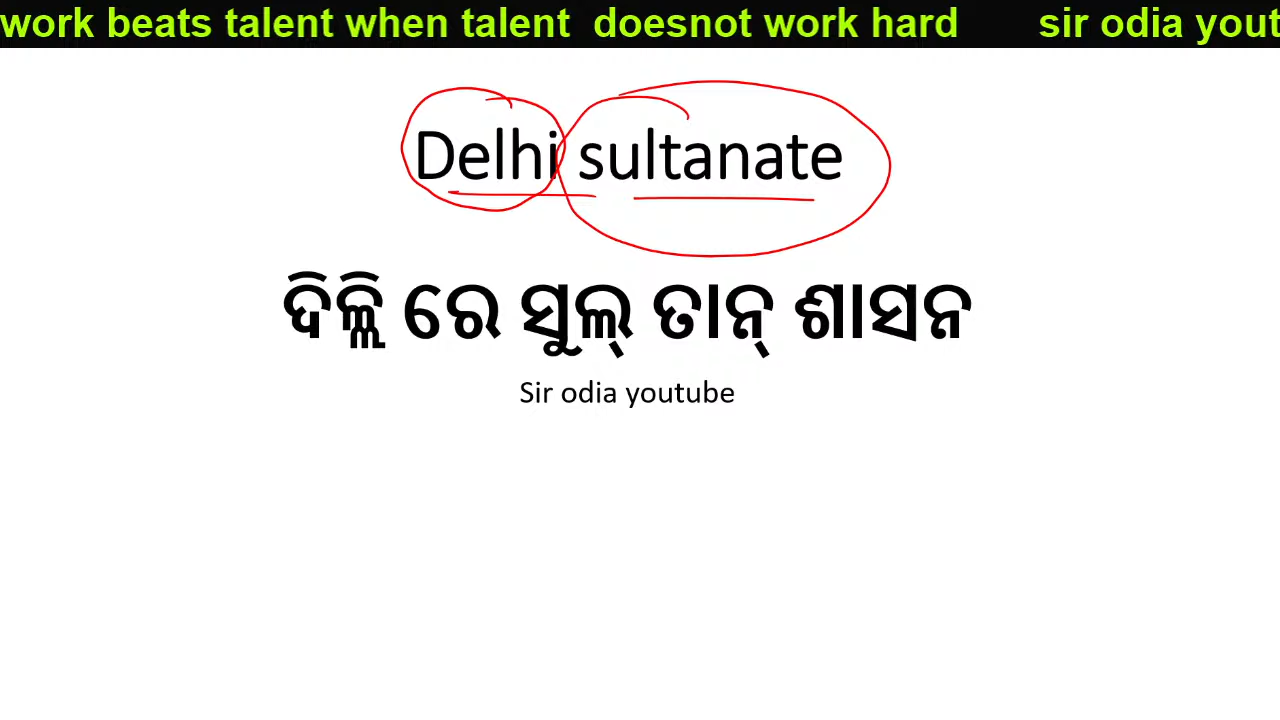 work beats talent when talent  doesnot work hard       sir odia yout
Delhi sultanate
ଦିଲ୍ଲି ରେ ସୁଲ୍ ତାନ୍ ଶାସନ
Sir odia youtube